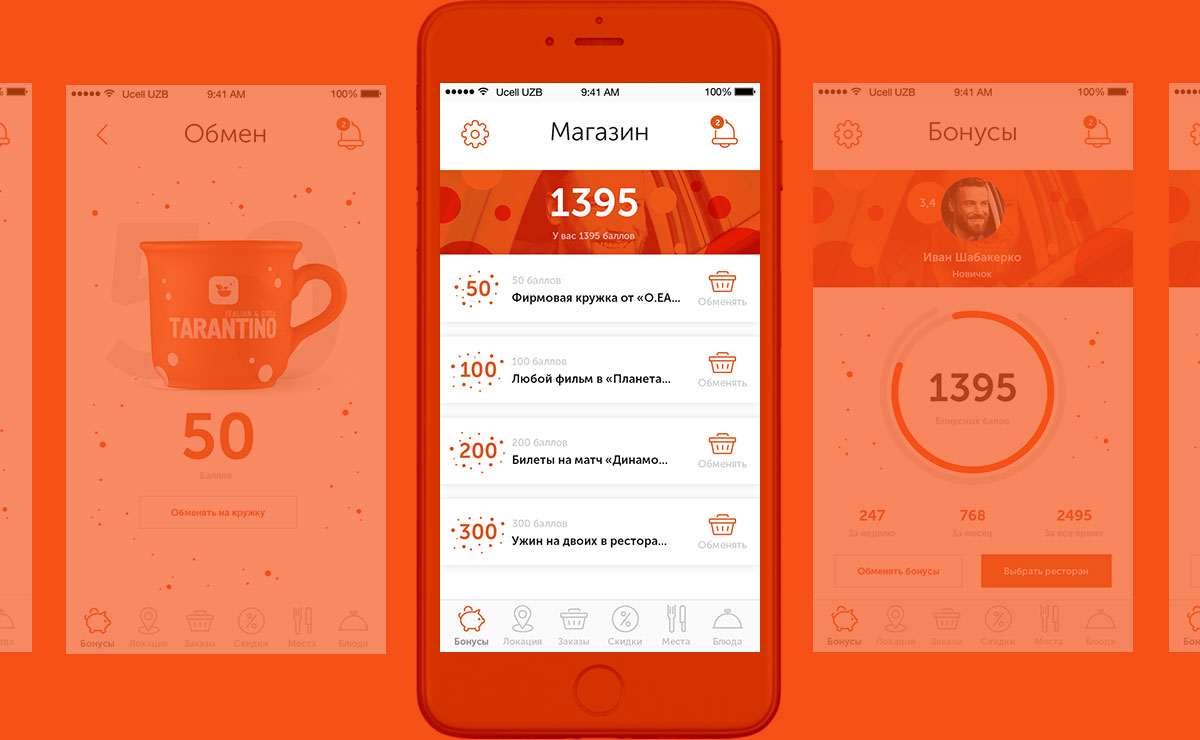 Ucell UZB 9:41 AM 100%
Обмен
2
50
ITALIAN & GRILL
TARANTINO
50
Баллов
Обменять на кружку
Бонусы Локация Заказы Скидки Места Блюда
Ucell UZB 9:41 AM 100%
Магазин
2
1395
У вас 1395 баллов
50
50 баллов
Фирменная кружка от «O.EA...
Обменять
100
100 баллов
Любой фильм в «Планета...
Обменять
200
200 баллов
Билеты на матч «Динамо...
Обменять
300
300 баллов
Ужин на двоих в рестора...
Обменять
Бонусы Локация Заказы Скидки Места Блюда
Ucell UZB 9:41 AM 100%
Бонусы
2
3,4
Иван Шабакерко
Новичок
1395
Бонусных балов
247 768 2495
За неделю За месяц За все время
Обменять бонусы Выбрать ресторан
Бонусы Локация Заказы Скидки Места Блюда